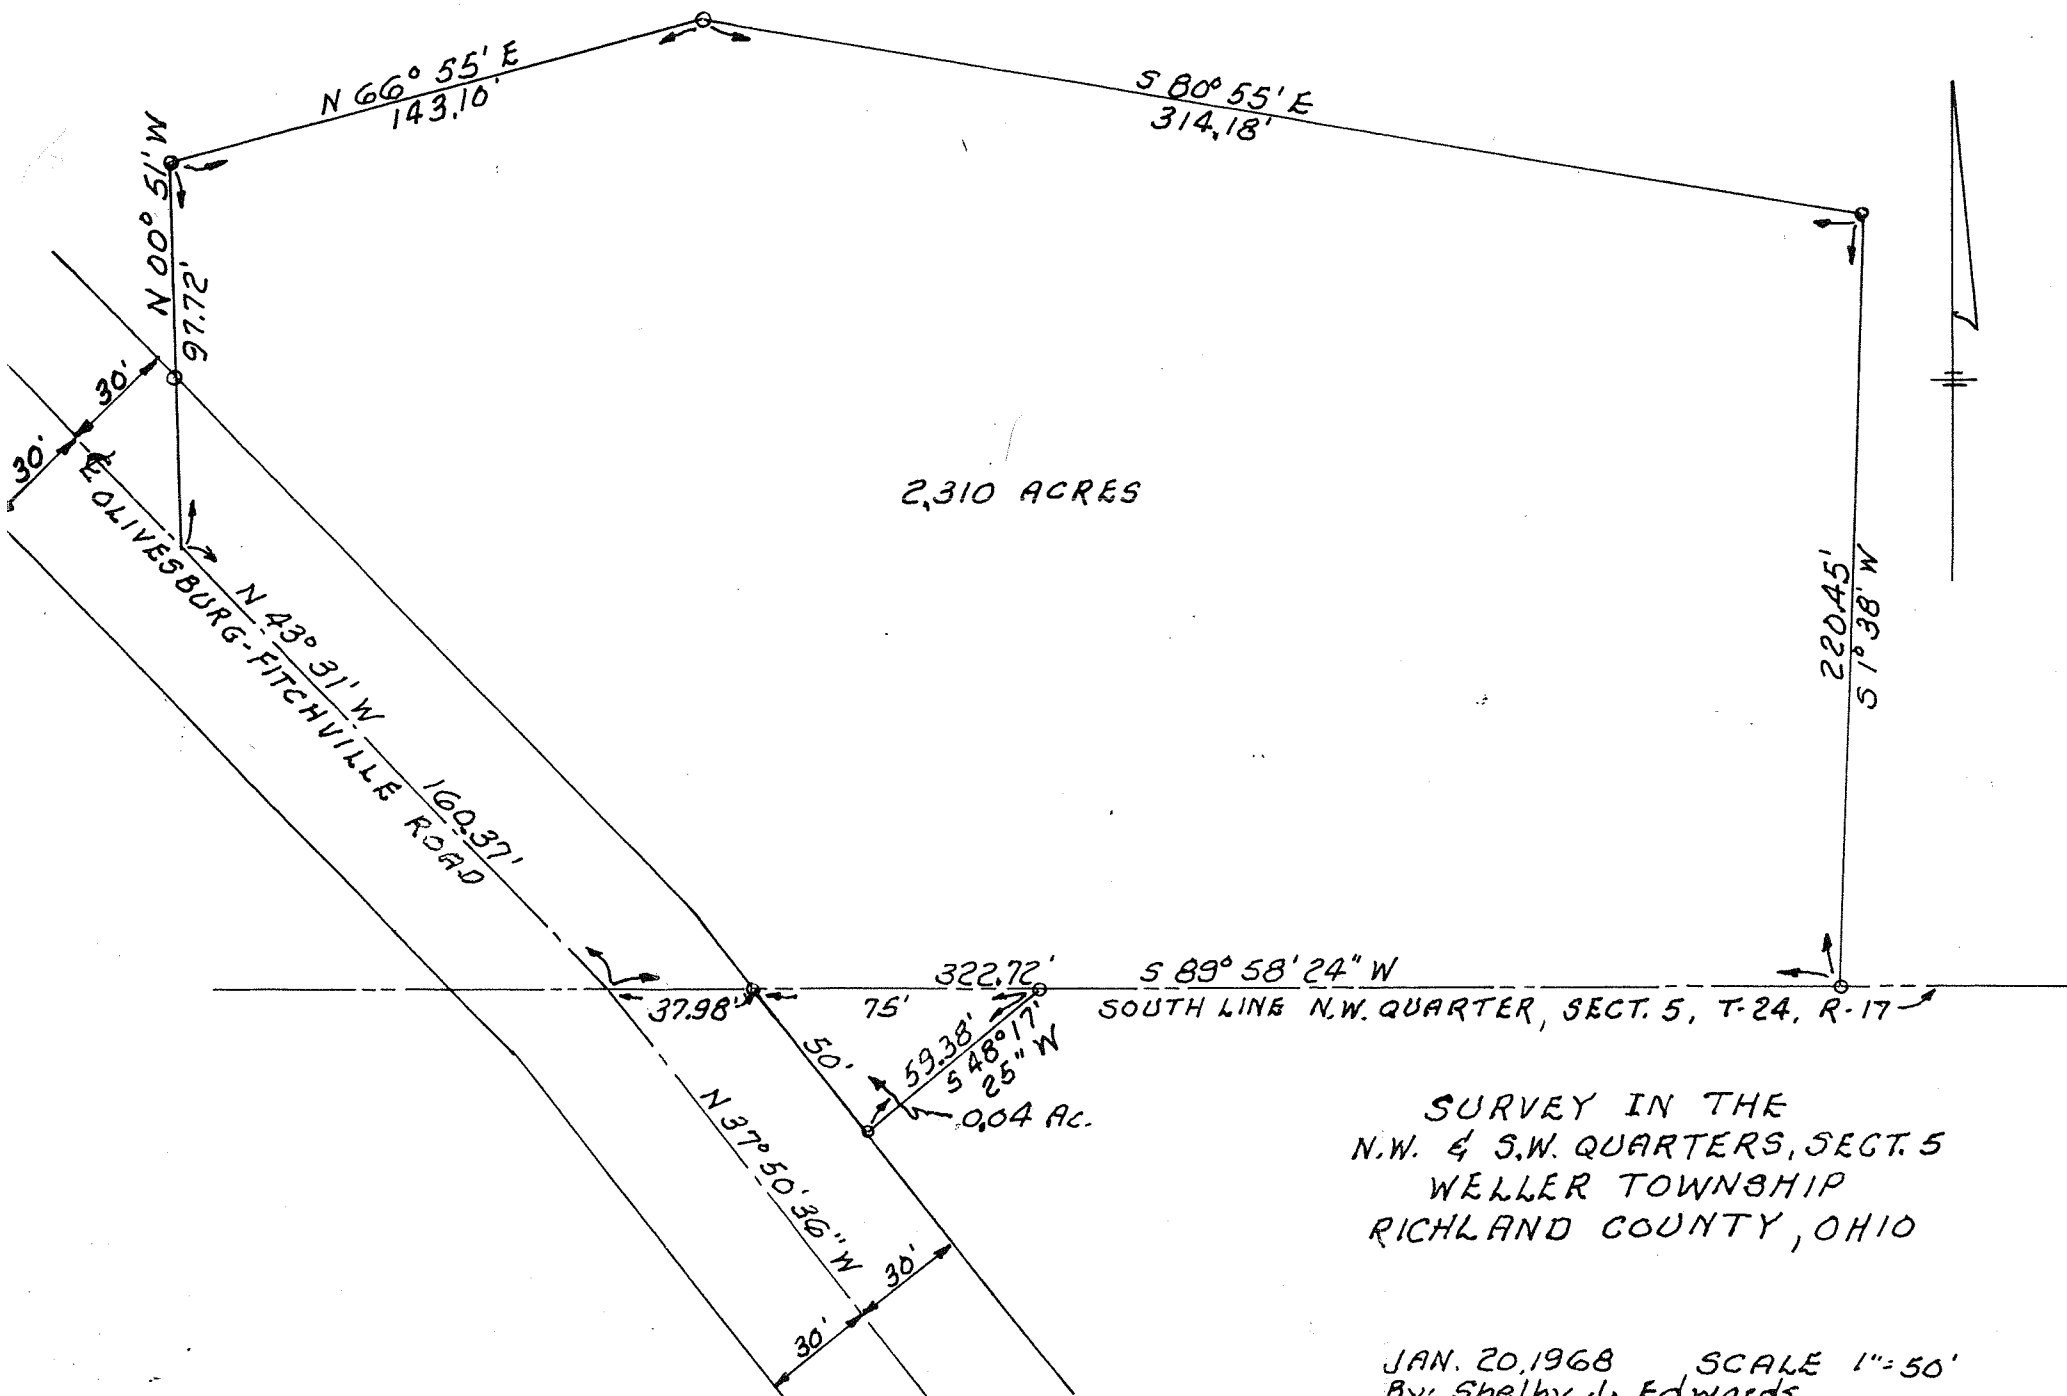 N 66° 55' E
143.10'
S 80° 55' E
314.18'
N 00° 51' W
97.72'
30'
30'
℄ OLIVESBURG-FITCHVILLE ROAD
N 43° 31' W 160.37'
2.310 ACRES
220.45'
S 1° 38' W
322.72' S 89° 58' 24" W
37.98' 75'
SOUTH LINE N.W. QUARTER, SECT. 5, T-24, R-17
50'
59.38'
S 48° 17'
25" W
0.04 AC.
N 37° 50' 36" W
30'
30'
SURVEY IN THE
N.W. & S.W. QUARTERS, SECT. 5
WELLER TOWNSHIP
RICHLAND COUNTY, OHIO
JAN. 20, 1968 SCALE 1"=50'
By: Shelby J. Edwards